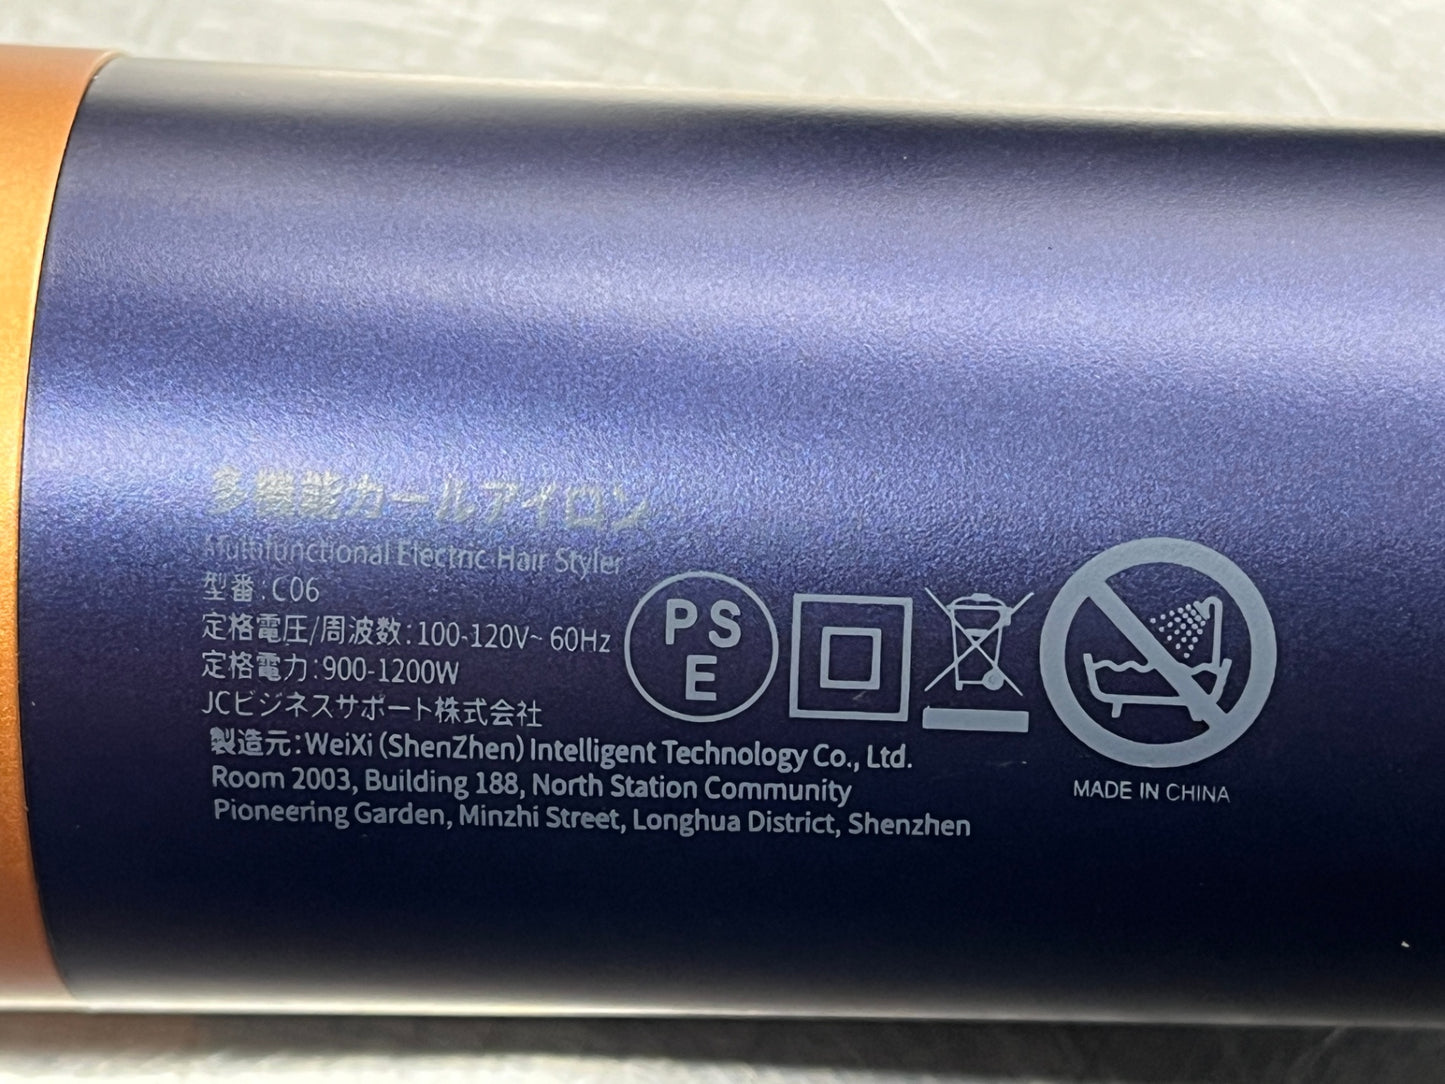 多機能カールアイロン
Multifunctional Electric Hair Styler
型番:C06
定格電圧/周波数:100-120V~ 60Hz
定格電力:900-1200W
JCビジネスサポート株式会社
製造元:WeiXi (ShenZhen) Intelligent Technology Co., Ltd.
Room 2003, Building 188, North Station Community
Pioneering Garden, Minzhi Street, Longhua District, Shenzhen
PS
E
MADE IN CHINA